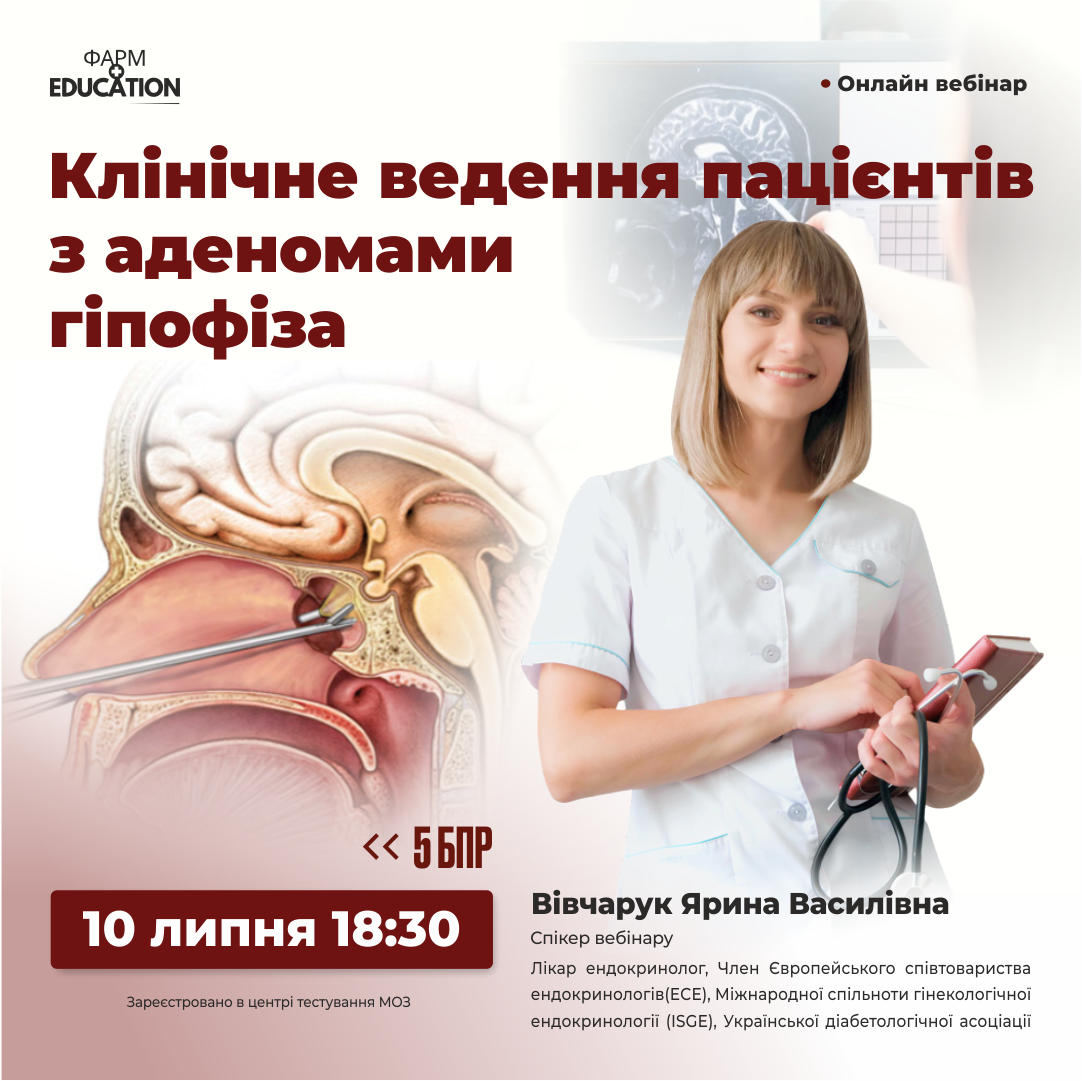 ФАРМ
EDUCATION
• Онлайн вебінар
Клінічне ведення пацієнтів
з аденомами
гіпофіза
<< 5 БПР
10 липня 18:30
Зареєстровано в центрі тестування МОЗ
Вівчарук Ярина Василівна
Спікер вебінару
Лікар ендокринолог, Член Європейського співтовариства
ендокринологів(ECE), Міжнародної спільноти гінекологічної
ендокринології (ISGE), Української діабетологічної асоціації